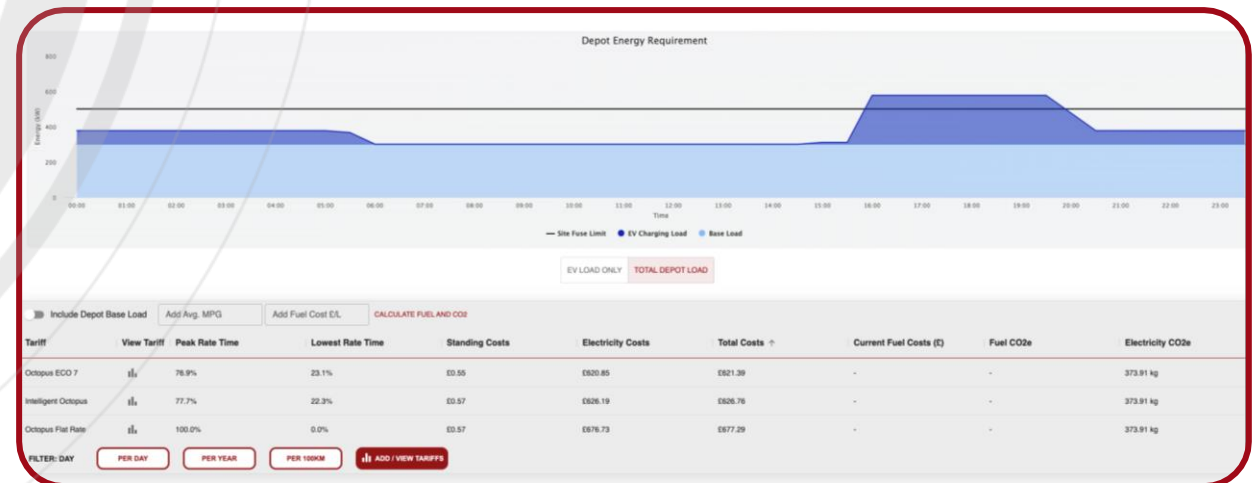 Depot Energy Requirement
800
600
400
200
0
Energy (kW)
00:00 01:00 02:00 03:00 04:00 05:00 06:00 07:00 08:00 09:00 10:00 11:00 12:00 13:00 14:00 15:00 16:00 17:00 18:00 19:00 20:00 21:00 22:00 23:00
Time
Site Fuse Limit EV Charging Load Base Load
EV LOAD ONLY TOTAL DEPOT LOAD
Include Depot Base Load Add Avg. MPG Add Fuel Cost £/L CALCULATE FUEL AND CO2
Tariff View Tariff Peak Rate Time Lowest Rate Time Standing Costs Electricity Costs Total Costs ↑ Current Fuel Costs (£) Fuel CO2e Electricity CO2e
Octopus ECO 7 76.9% 23.1% £0.55 £620.85 £621.39 - - 373.91 kg
Intelligent Octopus 77.7% 22.3% £0.57 £626.19 £626.76 - - 373.91 kg
Octopus Flat Rate 100.0% 0.0% £0.57 £676.73 £677.29 - - 373.91 kg
FILTER: DAY PER DAY PER YEAR PER 100KM ADD / VIEW TARIFFS